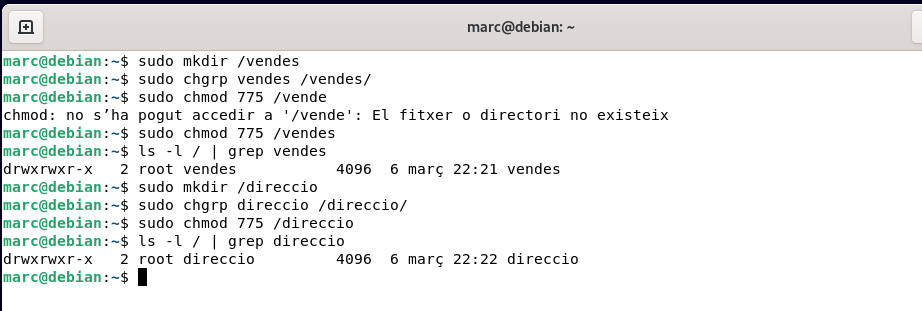 marc@debian: ~
marc@debian:~$ sudo mkdir /vendes
marc@debian:~$ sudo chgrp vendes /vendes/
marc@debian:~$ sudo chmod 775 /vende
chmod: no s’ha pogut accedir a '/vende': El fitxer o directori no existeix
marc@debian:~$ sudo chmod 775 /vendes
marc@debian:~$ ls -l / | grep vendes
drwxrwxr-x   2 root vendes           4096  6 març 22:21 vendes
marc@debian:~$ sudo mkdir /direccio
marc@debian:~$ sudo chgrp direccio /direccio/
marc@debian:~$ sudo chmod 775 /direccio
marc@debian:~$ ls -l / | grep direccio
drwxrwxr-x   2 root direccio         4096  6 març 22:22 direccio
marc@debian:~$